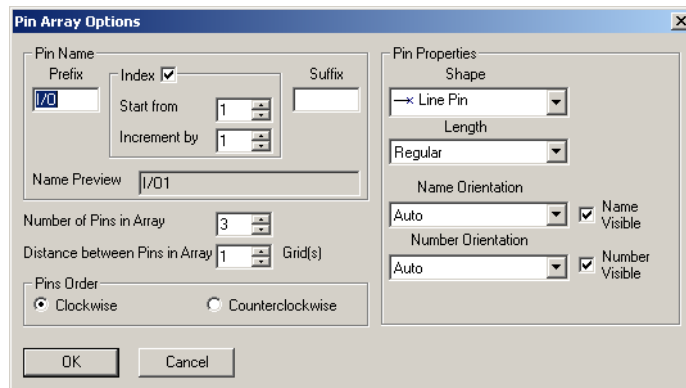 Pin Array Options
Pin Name
Prefix
Index
Suffix
I/O
Start from 1
Increment by 1
Name Preview I/O1
Number of Pins in Array 3
Distance between Pins in Array 1 Grid(s)
Pins Order
Clockwise
Counterclockwise
OK
Cancel
Pin Properties
Shape
Line Pin
Length
Regular
Name Orientation
Auto
Name
Visible
Number Orientation
Auto
Number
Visible